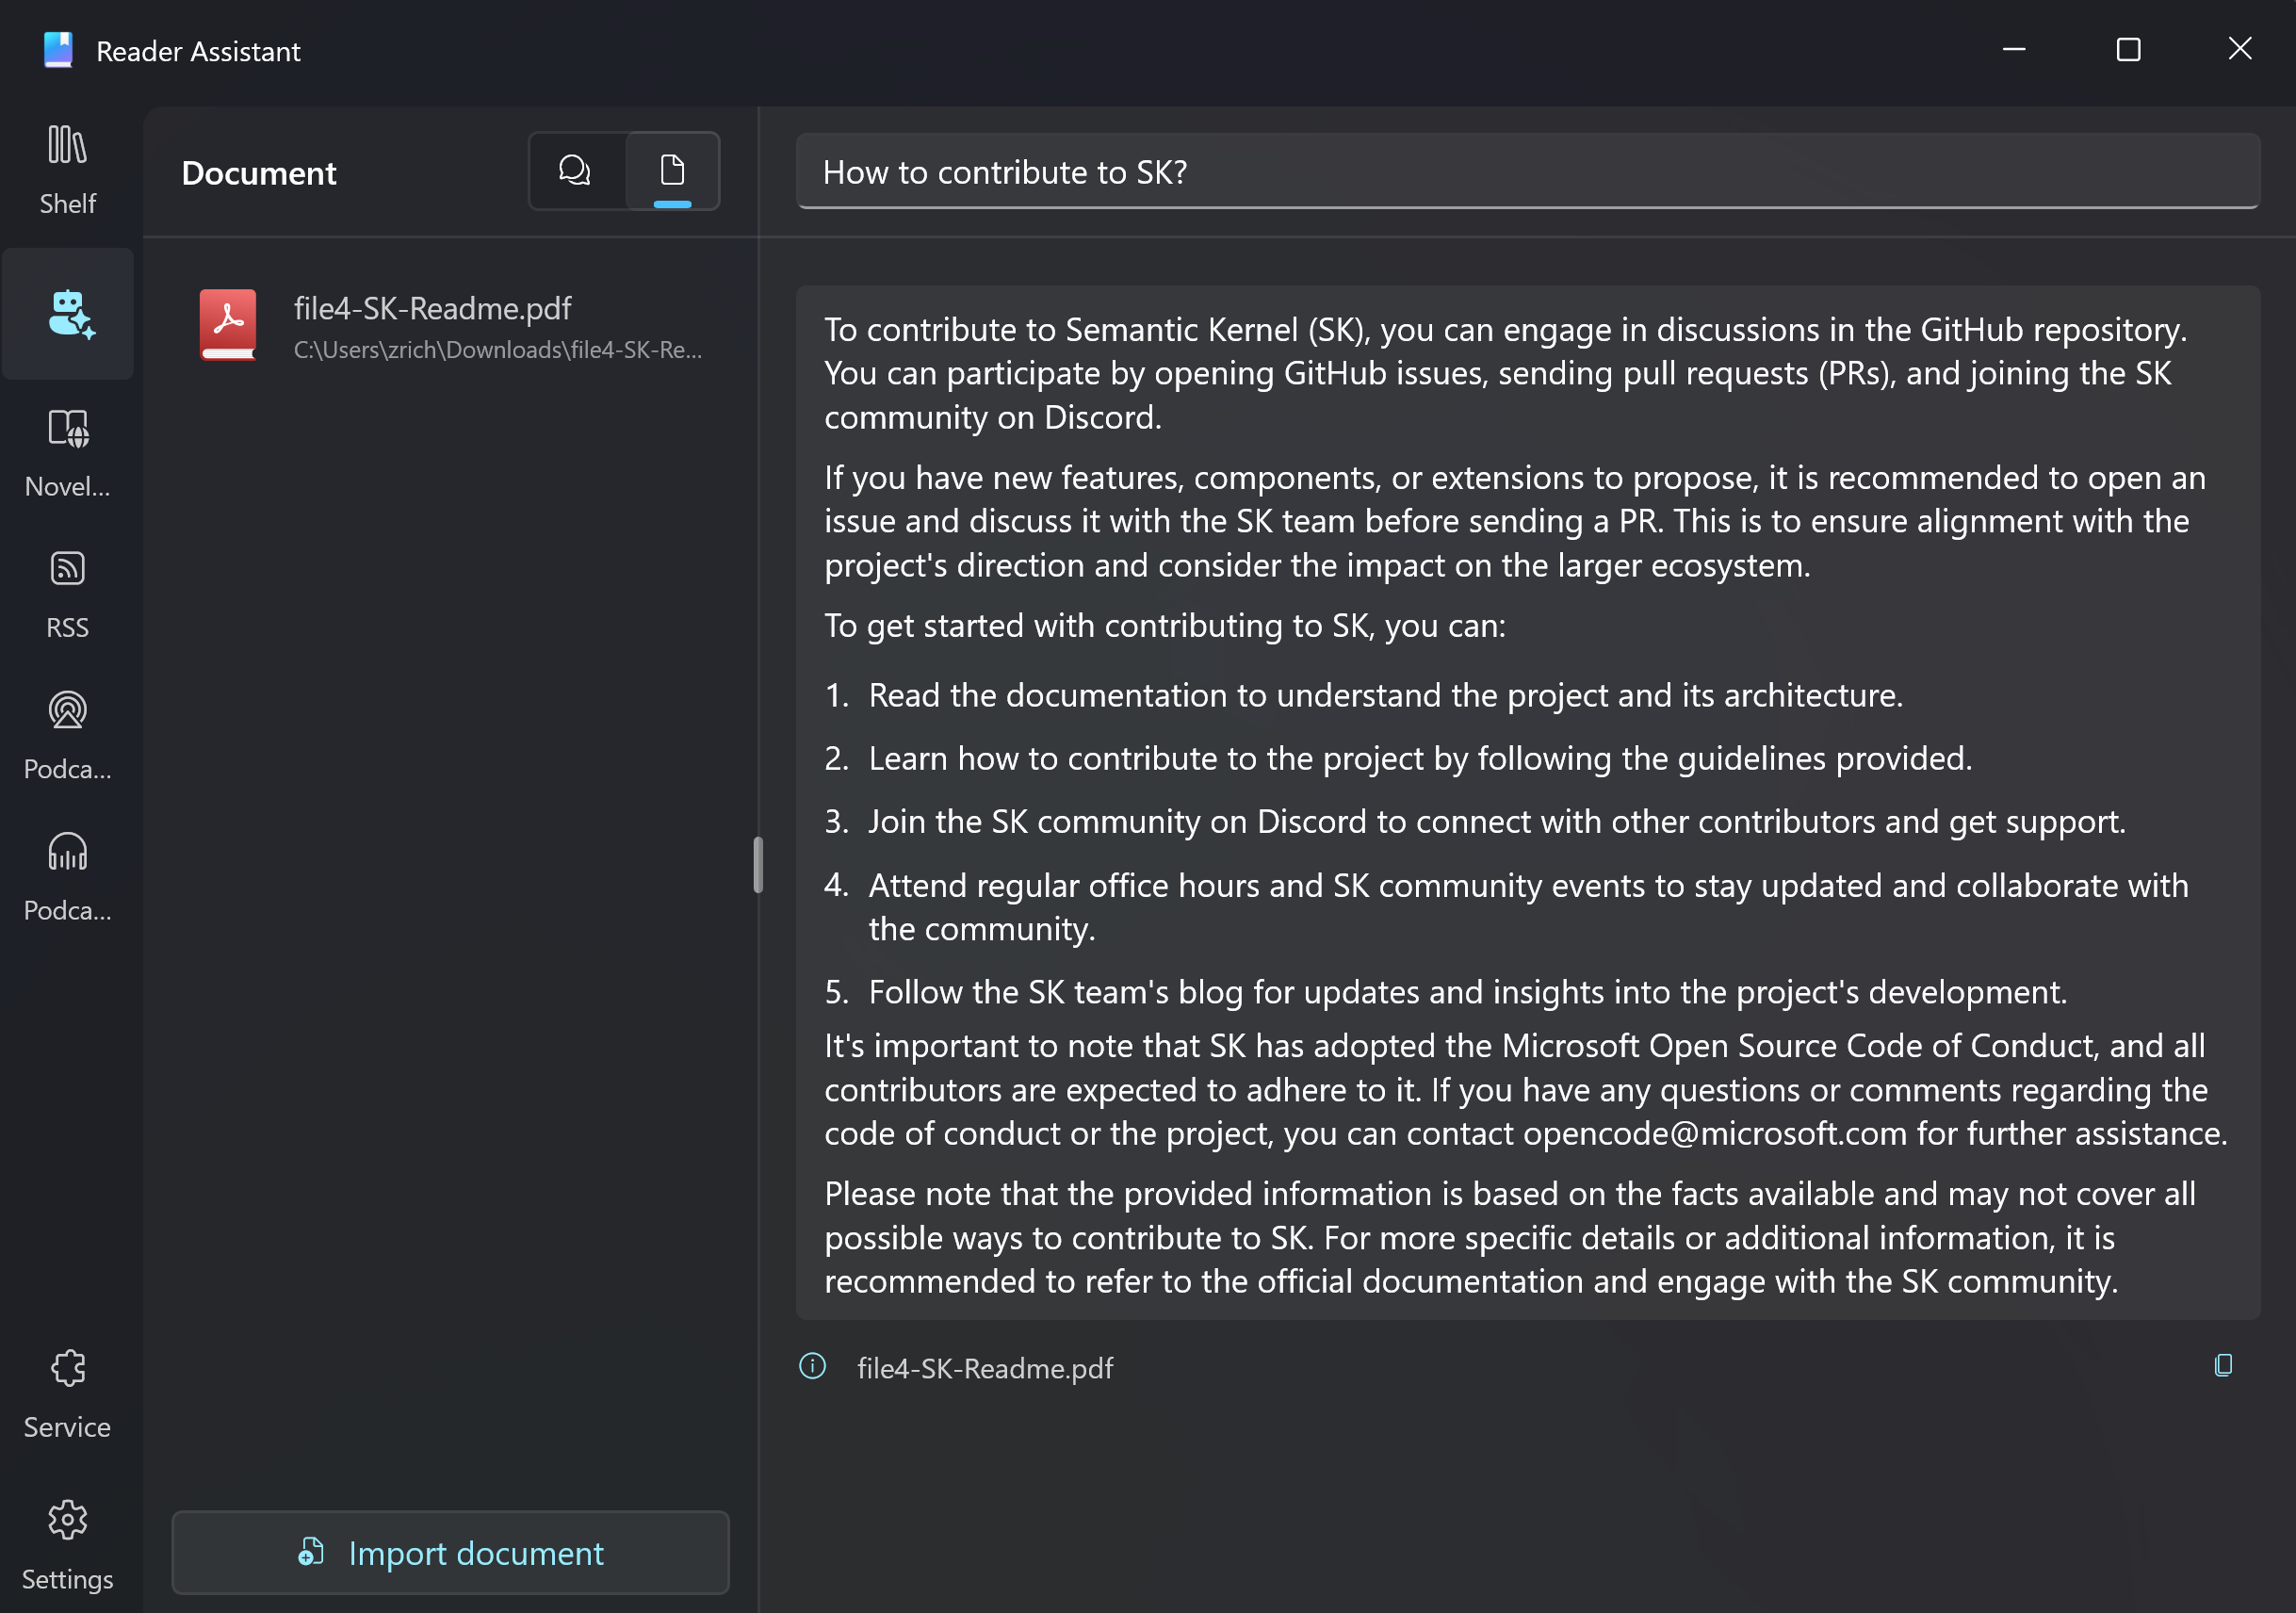 Reader Assistant
Shelf
Novel...
RSS
Podca...
Podca...
Service
Settings
Document
file4-SK-Readme.pdf
C:\Users\zrich\Downloads\file4-SK-Re...
Import document
How to contribute to SK?
To contribute to Semantic Kernel (SK), you can engage in discussions in the GitHub repository.
You can participate by opening GitHub issues, sending pull requests (PRs), and joining the SK
community on Discord.
If you have new features, components, or extensions to propose, it is recommended to open an
issue and discuss it with the SK team before sending a PR. This is to ensure alignment with the
project's direction and consider the impact on the larger ecosystem.
To get started with contributing to SK, you can:
1. Read the documentation to understand the project and its architecture.
2. Learn how to contribute to the project by following the guidelines provided.
3. Join the SK community on Discord to connect with other contributors and get support.
4. Attend regular office hours and SK community events to stay updated and collaborate with
the community.
5. Follow the SK team's blog for updates and insights into the project's development.
It's important to note that SK has adopted the Microsoft Open Source Code of Conduct, and all
contributors are expected to adhere to it. If you have any questions or comments regarding the
code of conduct or the project, you can contact opencode@microsoft.com for further assistance.
Please note that the provided information is based on the facts available and may not cover all
possible ways to contribute to SK. For more specific details or additional information, it is
recommended to refer to the official documentation and engage with the SK community.
file4-SK-Readme.pdf